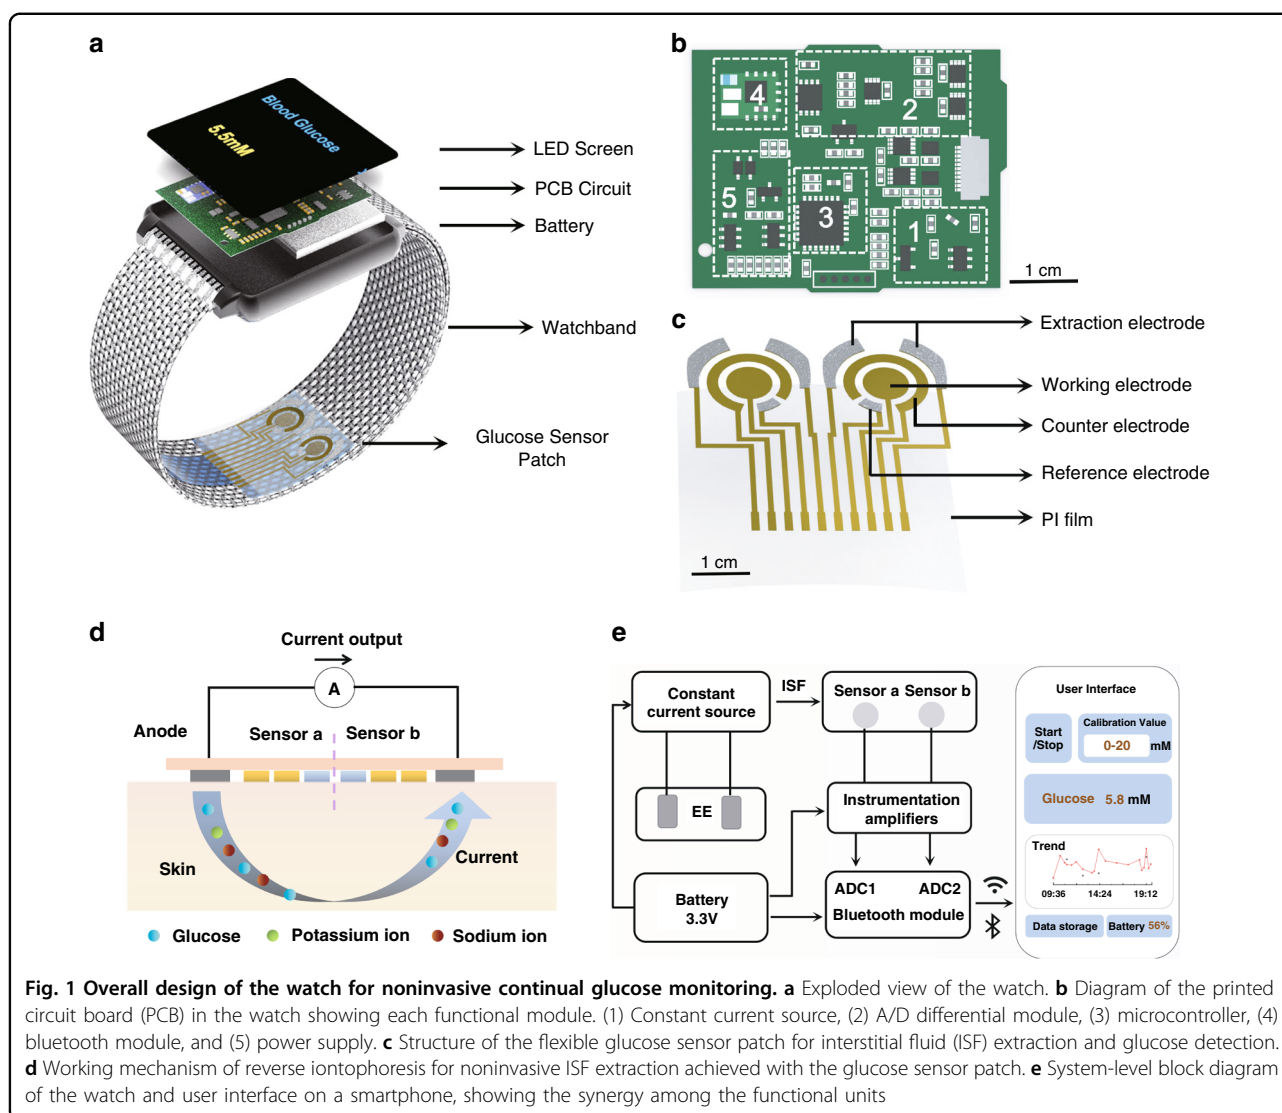 a
Blood Glucose
5.5mM
LED Screen
PCB Circuit
Battery
Watchband
Glucose Sensor
Patch
b
4
2
5
3
1
1 cm
c
Extraction electrode
Working electrode
Counter electrode
Reference electrode
PI film
1 cm
d
Current output
A
Anode
Sensor a
Sensor b
Skin
Current
Glucose
Potassium ion
Sodium ion
e
Constant
current source
ISF
Sensor a Sensor b
EE
Instrumentation
amplifiers
Battery
3.3V
ADC1 ADC2
Bluetooth module
User Interface
Start
/Stop
Calibration Value
0-20 mM
Glucose 5.8 mM
Trend
09:36 14:24 19:12
Data storage
Battery 56%
Fig. 1 Overall design of the watch for noninvasive continual glucose monitoring. a Exploded view of the watch. b Diagram of the printed
circuit board (PCB) in the watch showing each functional module. (1) Constant current source, (2) A/D differential module, (3) microcontroller, (4)
bluetooth module, and (5) power supply. c Structure of the flexible glucose sensor patch for interstitial fluid (ISF) extraction and glucose detection.
d Working mechanism of reverse iontophoresis for noninvasive ISF extraction achieved with the glucose sensor patch. e System-level block diagram
of the watch and user interface on a smartphone, showing the synergy among the functional units